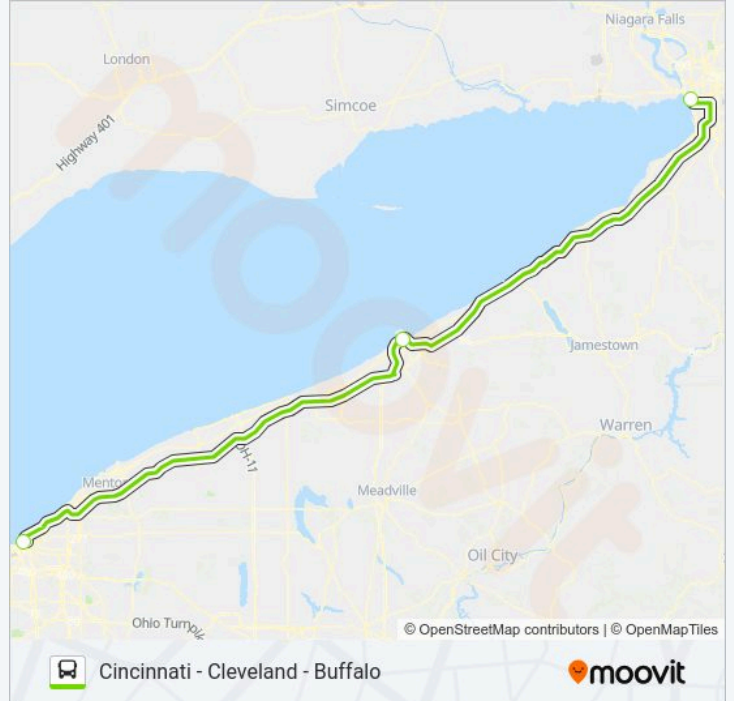 Niagara Falls
London
Simcoe
Highway 401
moovit
Jamestown
Warren
OH-11
Mentor
Meadville
Oil City
Ohio Turnpik
© OpenStreetMap contributors | © OpenMapTiles
Cincinnati - Cleveland - Buffalo
moovit